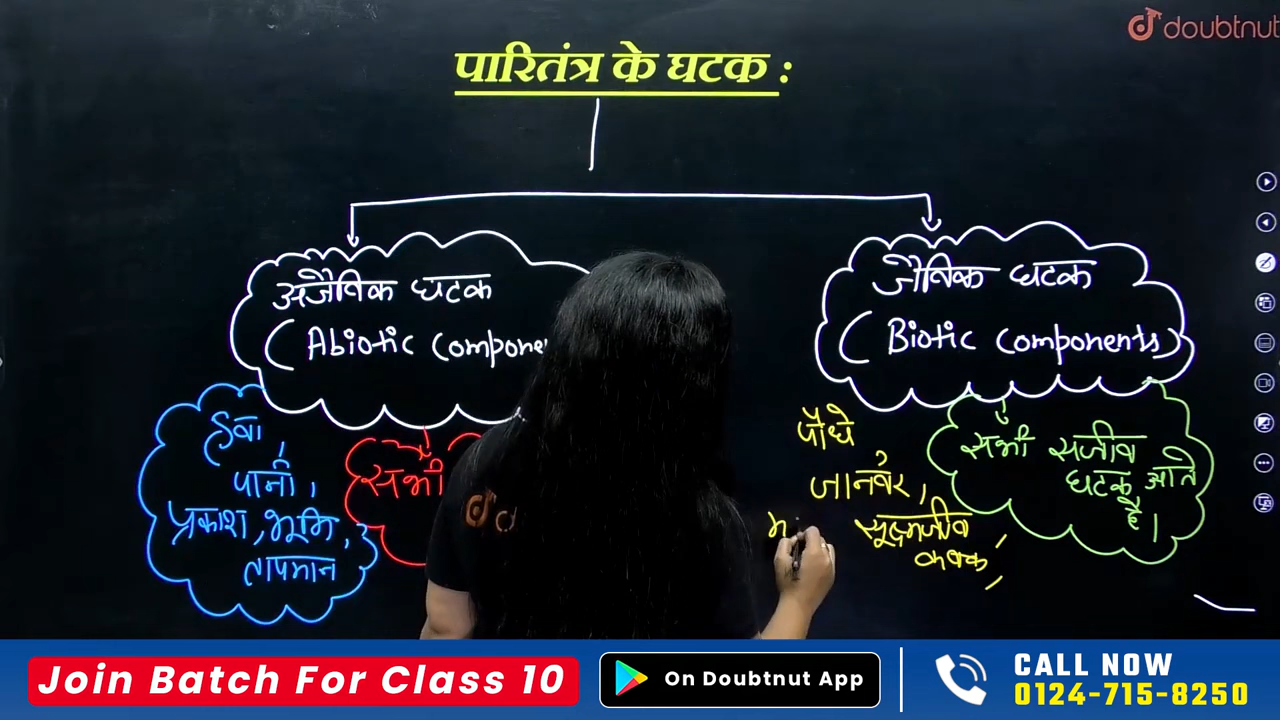 doubtnut
पारितंत्र के घटक :
अजैविक घटक
(Abiotic Compone
जैविक घटक
(Biotic Components)
हवा,
पानी,
प्रकाश, भूमि,
तापमान
सभी
पौधे
जानवर,
सूक्ष्मजीव,
कवक,
सभी सजीव
घटक आते
है।
Join Batch For Class 10
On Doubtnut App
CALL NOW
0124-715-8250